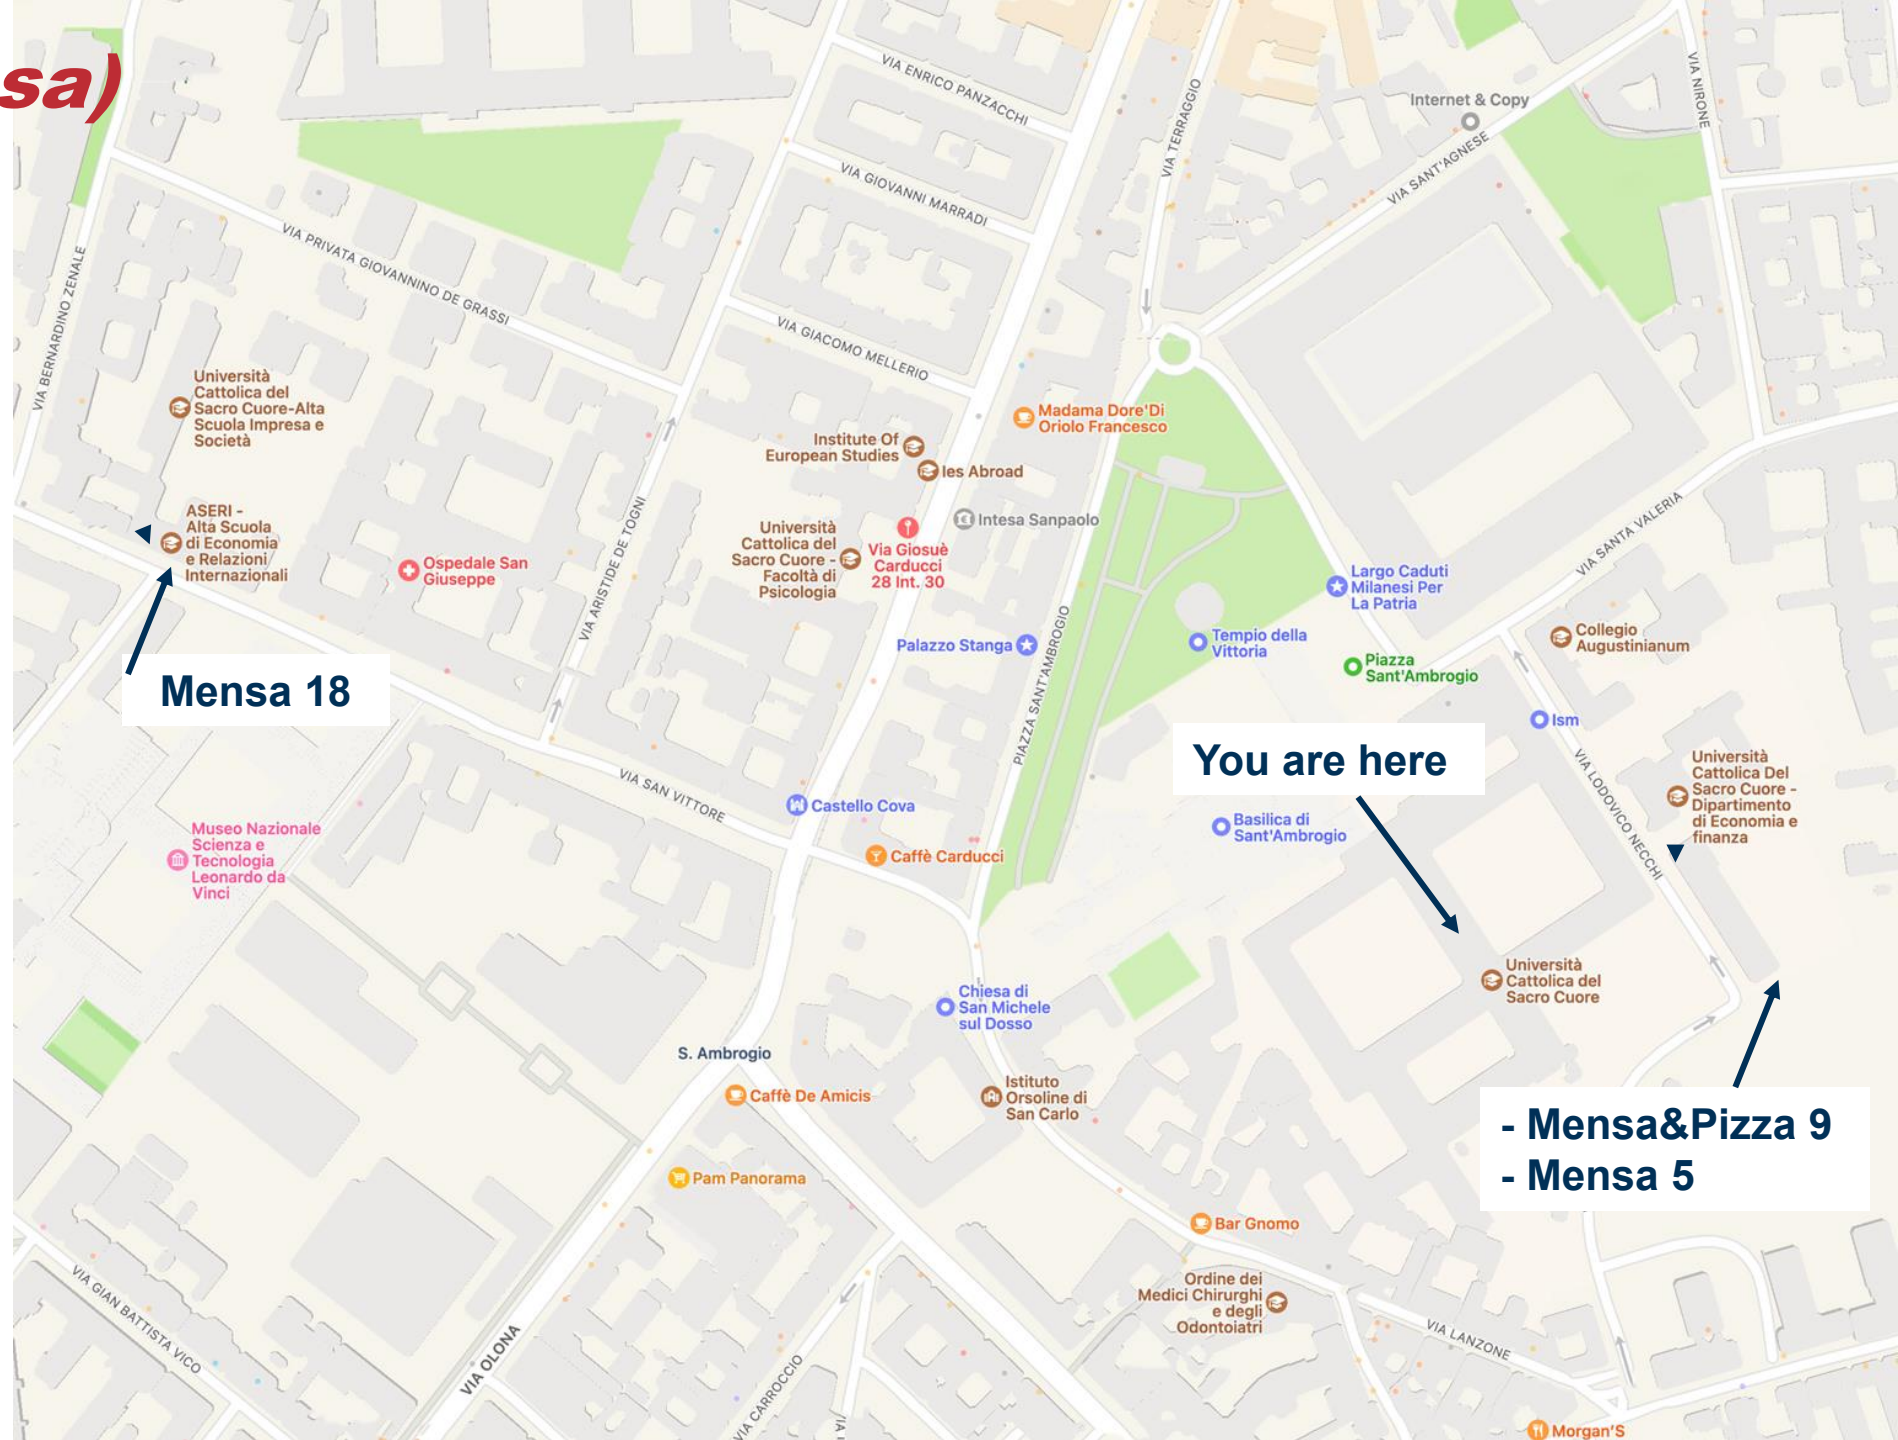 sa)
VIA ENRICO PANZACCHI
VIA TERRAGGIO
Internet & Copy
VIA NIRONE
VIA SANT'AGNESE
VIA GIOVANNI MARRADI
VIA PRIVATA GIOVANNINO DE GRASSI
VIA BERNARDINO ZENALE
VIA GIACOMO MELLERIO
Università
Cattolica del
Sacro Cuore-Alta
Scuola Impresa e
Società
Madama Dore'Di
Oriolo Francesco
Institute Of
European Studies
Ies Abroad
Intesa Sanpaolo
ASERI -
Alta Scuola
di Economia
e Relazioni
Internazionali
Ospedale San
Giuseppe
VIA ARISTIDE DE TOGNI
Università
Cattolica del
Sacro Cuore -
Facoltà di
Psicologia
Via Giosuè
Carducci
28 Int. 30
VIA SANTA VALERIA
Largo Caduti
Milanesi Per
La Patria
Palazzo Stanga
PIAZZA SANT'AMBROGIO
Tempio della
Vittoria
Collegio
Augustinianum
Piazza
Sant'Ambrogio
Mensa 18
Ism
You are here
VIA LODOVICO NECCHI
Università
Cattolica Del
Sacro Cuore -
Dipartimento
di Economia e
finanza
VIA SAN VITTORE
Castello Cova
Basilica di
Sant'Ambrogio
Museo Nazionale
Scienza e
Tecnologia
Leonardo da
Vinci
Caffè Carducci
Università
Cattolica del
Sacro Cuore
Chiesa di
San Michele
sul Dosso
S. Ambrogio
Caffè De Amicis
Istituto
Orsoline di
San Carlo
- Mensa&Pizza 9
- Mensa 5
Pam Panorama
Bar Gnomo
Ordine dei
Medici Chirurghi
e degli
Odontoiatri
VIA GIAN BATTISTA VICO
VIA OLONA
VIA CARROCCIO
VIA LANZONE
Morgan'S